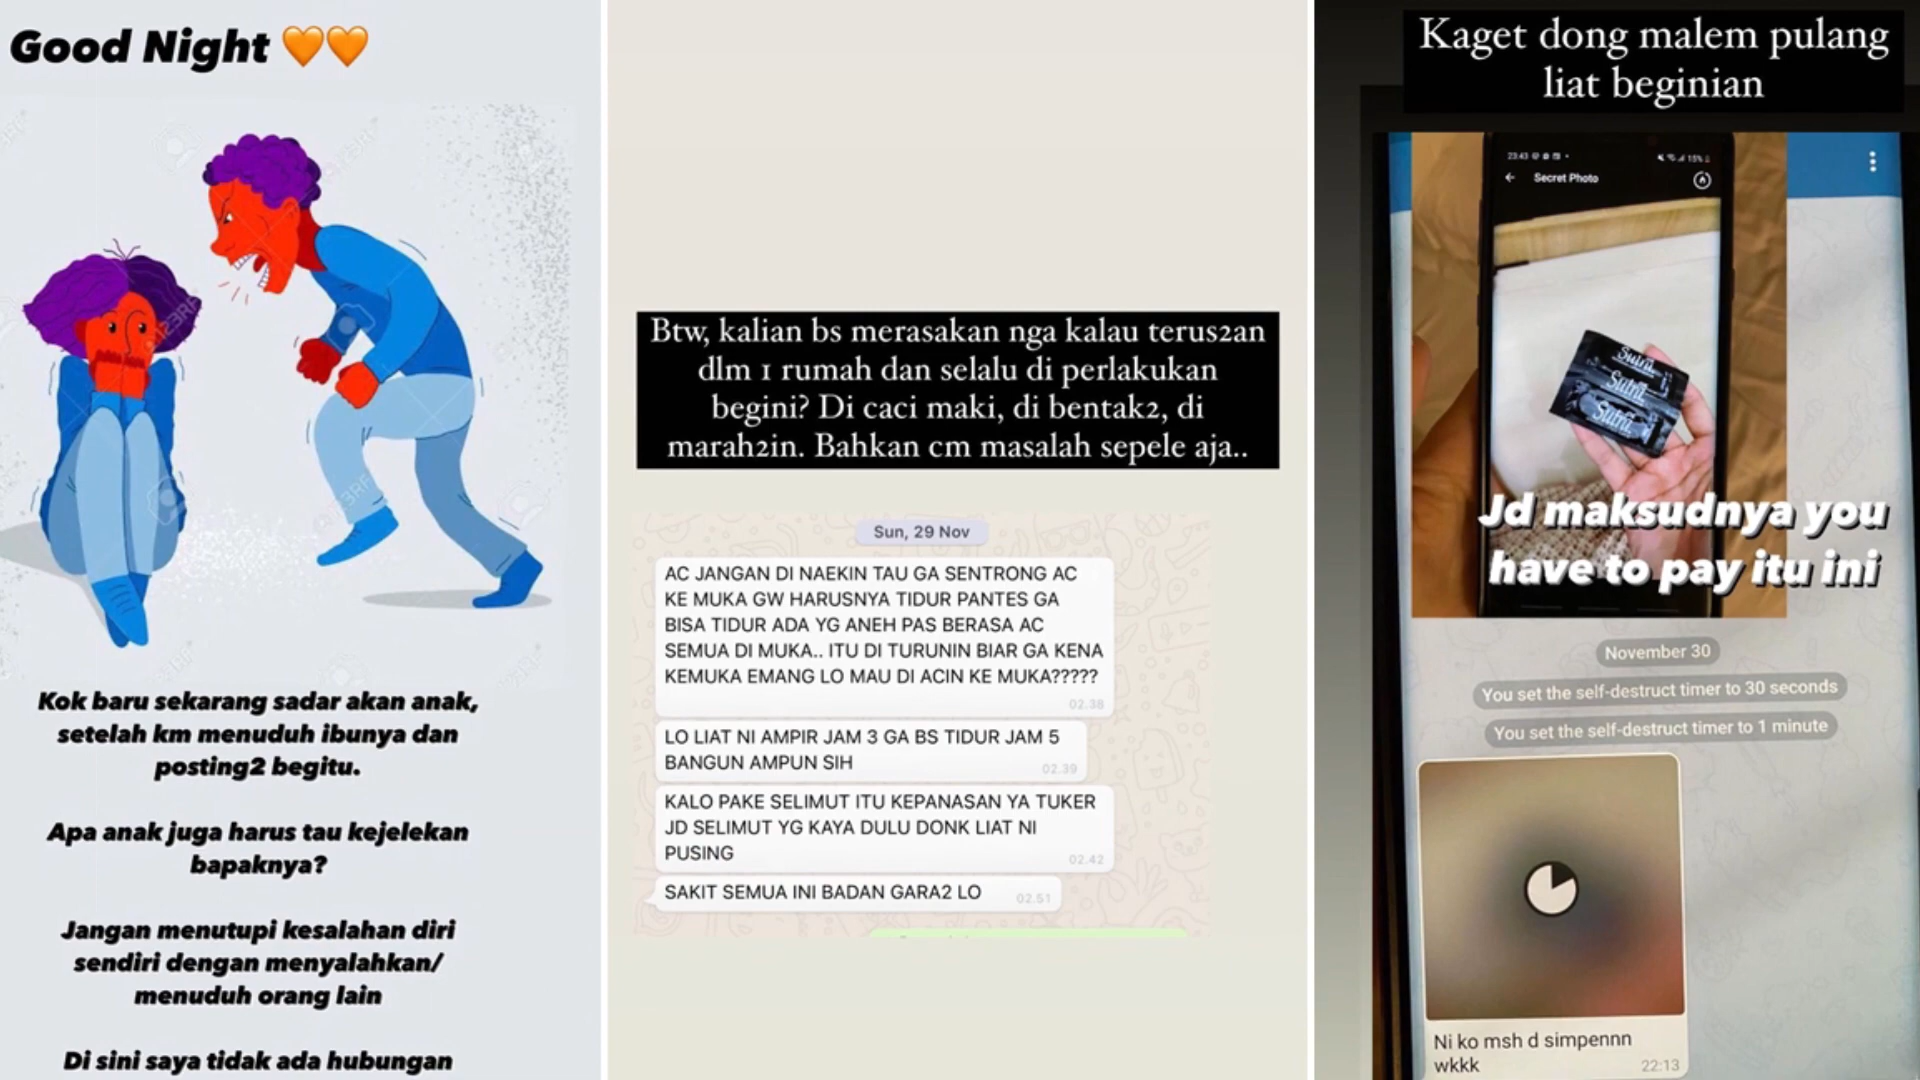 Good Night 🧡🧡
Kok baru sekarang sadar akan anak,
setelah km menuduh ibunya dan
posting2 begitu.
Apa anak juga harus tau kejelekan
bapaknya?
Jangan menutupi kesalahan diri
sendiri dengan menyalahkan/
menuduh orang lain
Di sini saya tidak ada hubungan
Btw, kalian bs merasakan nga kalau terus2an
dlm 1 rumah dan selalu di perlakukan
begini? Di caci maki, di bentak2, di
marah2in. Bahkan cm masalah sepele aja..
Sun, 29 Nov
AC JANGAN DI NAEKIN TAU GA SENTRONG AC
KE MUKA GW HARUSNYA TIDUR PANTES GA
BISA TIDUR ADA YG ANEH PAS BERASA AC
SEMUA DI MUKA.. ITU DI TURUNIN BIAR GA KENA
KEMUKA EMANG LO MAU DI ACIN KE MUKA?????
02.38
LO LIAT NI AMPIR JAM 3 GA BS TIDUR JAM 5
BANGUN AMPUN SIH
02.39
KALO PAKE SELIMUT ITU KEPANASAN YA TUKER
JD SELIMUT YG KAYA DULU DONK LIAT NI
PUSING
02.42
SAKIT SEMUA INI BADAN GARA2 LO
02.51
Kaget dong malem pulang
liat beginian
23:43
15%
Secret Photo
Sutra
Sutra
Sutra
Jd maksudnya you
have to pay itu ini
November 30
You set the self-destruct timer to 30 seconds
You set the self-destruct timer to 1 minute
Ni ko msh d simpennn
wkkk
22:13